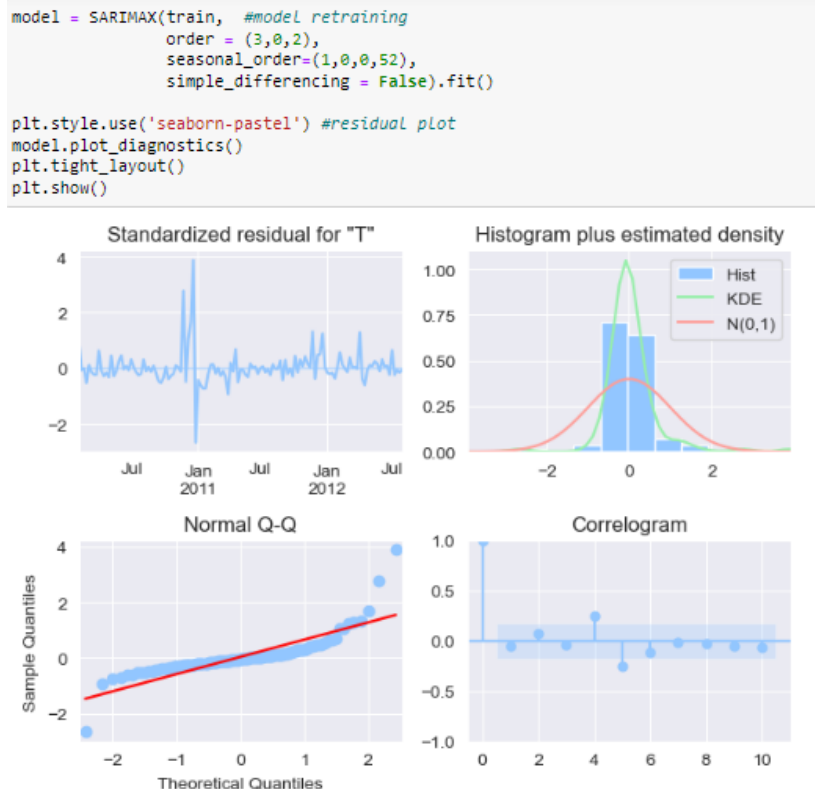 model = SARIMAX(train,  #model retraining
                order = (3,0,2),
                seasonal_order=(1,0,0,52),
                simple_differencing = False).fit()
plt.style.use('seaborn-pastel') #residual plot
model.plot_diagnostics()
plt.tight_layout()
plt.show()
Standardized residual for "T"
4
2
0
−2
Jul Jan Jul Jan Jul
2011 2012
Histogram plus estimated density
1.00
0.75
0.50
0.25
0.00
Hist
KDE
N(0,1)
−2 0 2
Normal Q-Q
Sample Quantiles
4
2
0
−2
−2 −1 0 1 2
Theoretical Quantiles
Correlogram
1.0
0.5
0.0
−0.5
−1.0
0 2 4 6 8 10